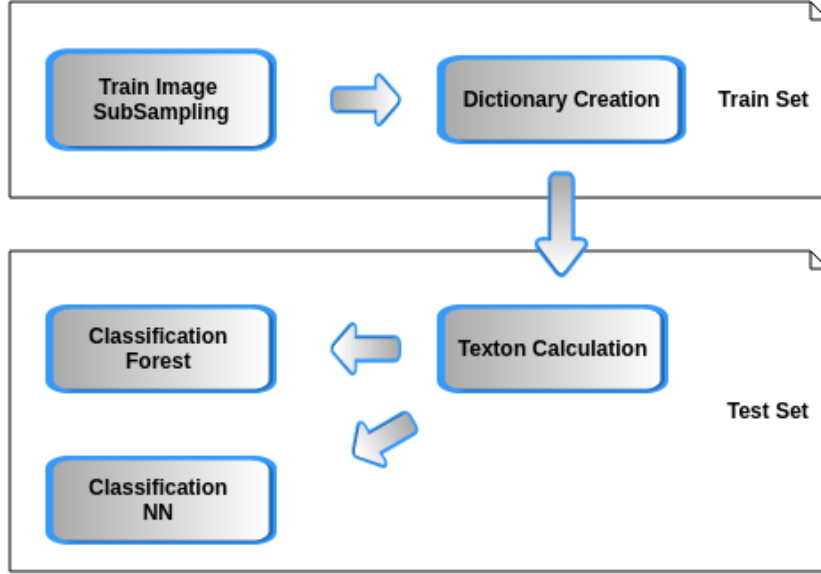 Train Image
SubSampling
Dictionary Creation
Train Set
Classification
Forest
Texton Calculation
Test Set
Classification
NN